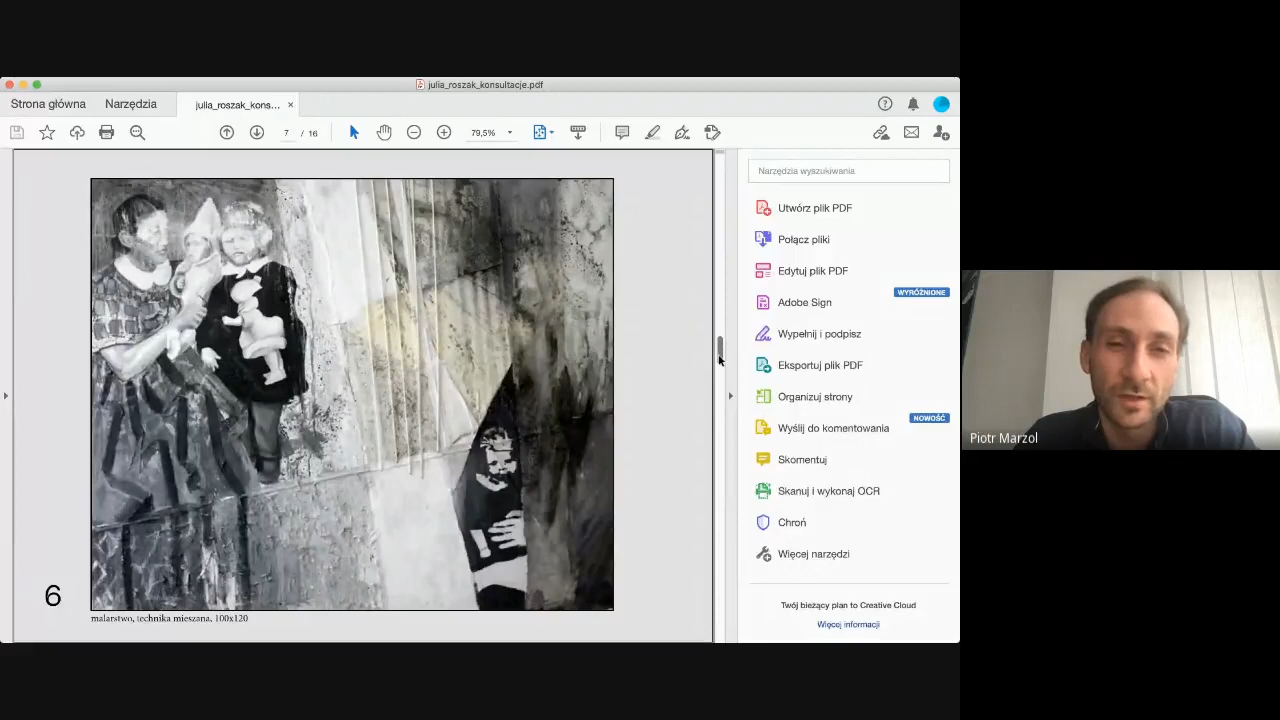 julia_roszak_konsultacje.pdf
Strona główna
Narzędzia
julia_roszak_kons...
7 / 16
79,5%
Narzędzia wyszukiwania
Utwórz plik PDF
Połącz pliki
Edytuj plik PDF
WYRÓŻNIONE
Adobe Sign
Wypełnij i podpisz
Eksportuj plik PDF
Organizuj strony
NOWOŚĆ
Wyślij do komentowania
Skomentuj
Skanuj i wykonaj OCR
Chroń
Więcej narzędzi
Twój bieżący plan to Creative Cloud
Więcej informacji
6
malarstwo, technika mieszana, 100x120
Piotr Marzol